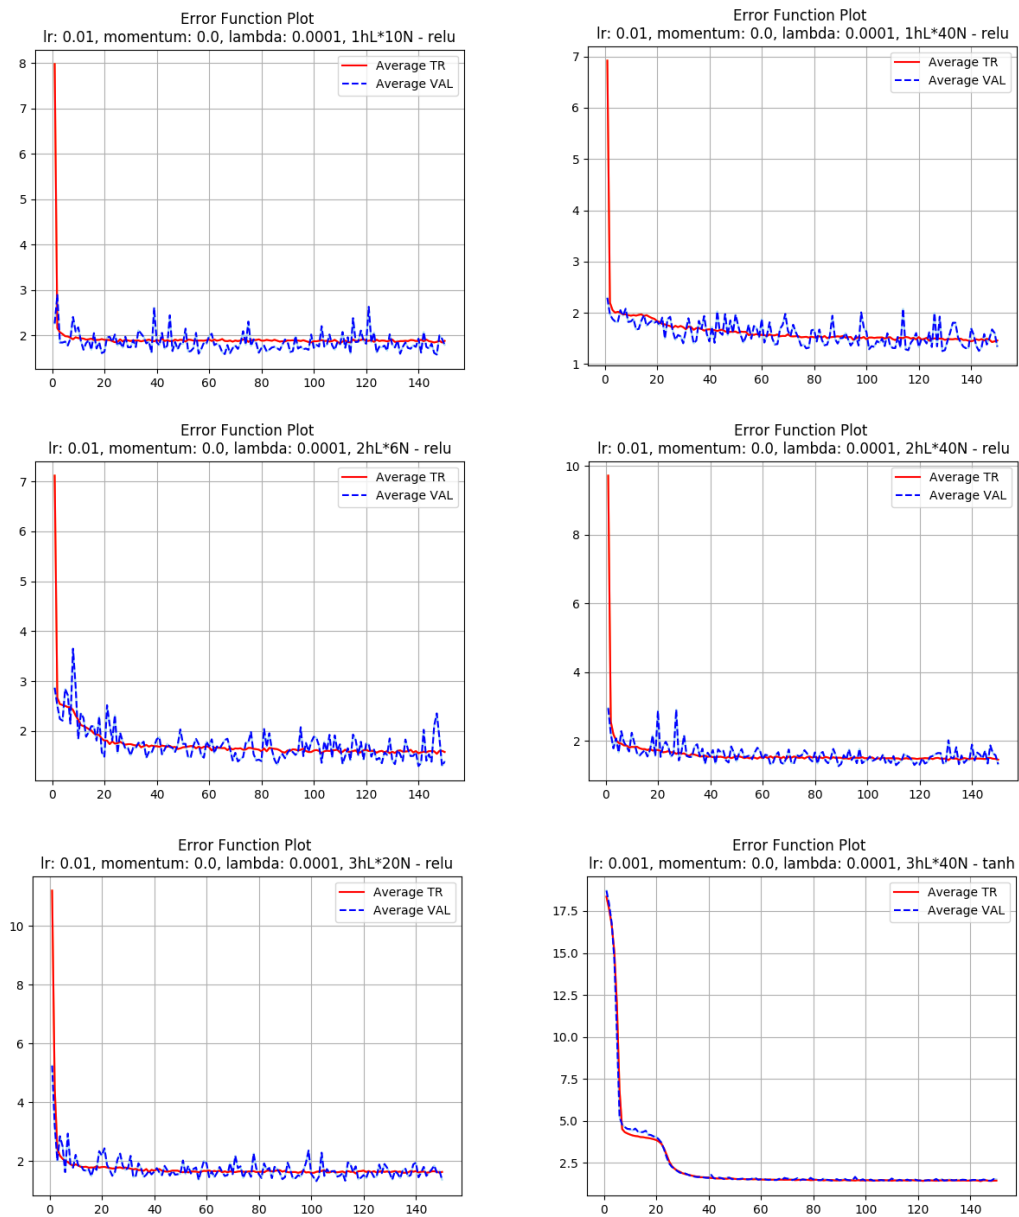 Error Function Plot
lr: 0.01, momentum: 0.0, lambda: 0.0001, 1hL*10N - relu
8
7
6
5
4
3
2
0 20 40 60 80 100 120 140
Average TR
Average VAL
Error Function Plot
lr: 0.01, momentum: 0.0, lambda: 0.0001, 1hL*40N - relu
7
6
5
4
3
2
1
0 20 40 60 80 100 120 140
Average TR
Average VAL
Error Function Plot
lr: 0.01, momentum: 0.0, lambda: 0.0001, 2hL*6N - relu
7
6
5
4
3
2
0 20 40 60 80 100 120 140
Average TR
Average VAL
Error Function Plot
lr: 0.01, momentum: 0.0, lambda: 0.0001, 2hL*40N - relu
10
8
6
4
2
0 20 40 60 80 100 120 140
Average TR
Average VAL
Error Function Plot
lr: 0.01, momentum: 0.0, lambda: 0.0001, 3hL*20N - relu
10
8
6
4
2
0 20 40 60 80 100 120 140
Average TR
Average VAL
Error Function Plot
lr: 0.001, momentum: 0.0, lambda: 0.0001, 3hL*40N - tanh
17.5
15.0
12.5
10.0
7.5
5.0
2.5
0 20 40 60 80 100 120 140
Average TR
Average VAL